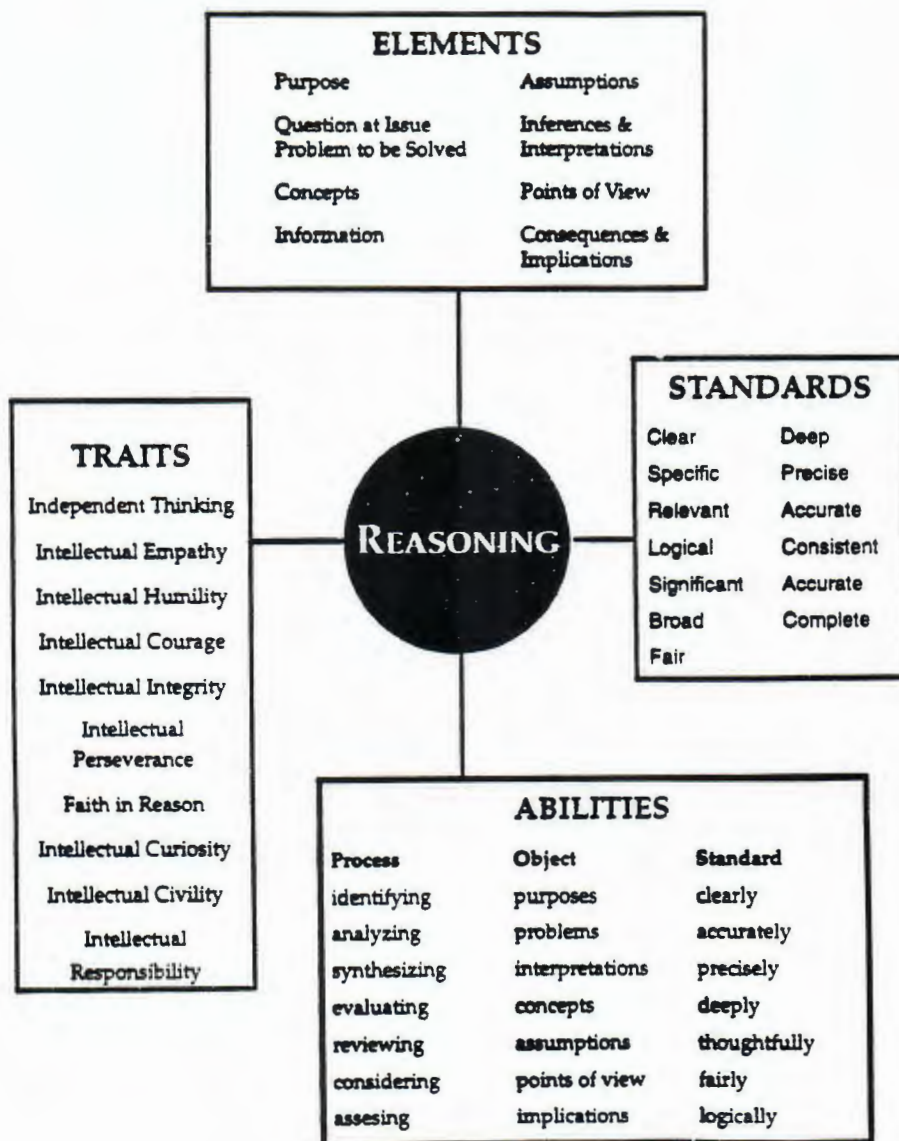 ELEMENTS
Purpose Assumptions
Question at Issue Inferences &
Problem to be Solved Interpretations
Concepts Points of View
Information Consequences &
Implications
STANDARDS
Clear Deep
Specific Precise
Relevant Accurate
Logical Consistent
Significant Accurate
Broad Complete
Fair
TRAITS
Independent Thinking
Intellectual Empathy
Intellectual Humility
Intellectual Courage
Intellectual Integrity
Intellectual
Perseverance
Faith in Reason
Intellectual Curiosity
Intellectual Civility
Intellectual
Responsibility
REASONING
ABILITIES
Process Object Standard
identifying purposes clearly
analyzing problems accurately
synthesizing interpretations precisely
evaluating concepts deeply
reviewing assumptions thoughtfully
considering points of view fairly
assesing implications logically